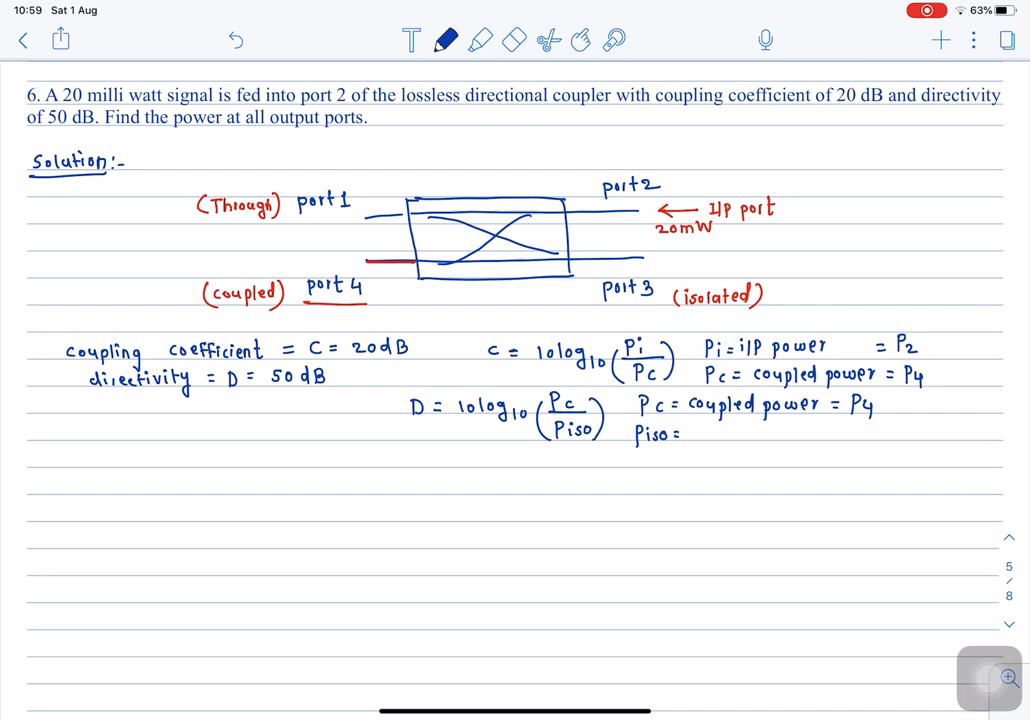 10:59 Sat 1 Aug 63%
T
6. A 20 milli watt signal is fed into port 2 of the lossless directional coupler with coupling coefficient of 20 dB and directivity
of 50 dB. Find the power at all output ports.
Solution:-
(Through) port 1 port 2
I/P port
20mW
(coupled) port 4 port 3 (isolated)
coupling coefficient = C = 20 dB C = 10log10 (Pi/Pc) Pi = i/P power = P2
directivity = D = 50 dB Pc = coupled power = P4
D = 10log10 (Pc/Piso) Pc = coupled power = P4
Piso =
5
/
8